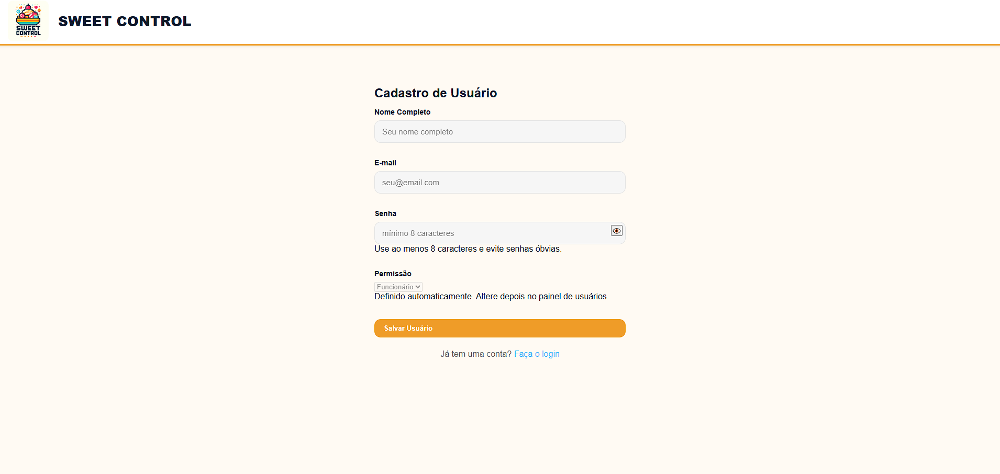 SWEET
CONTROL
SWEET CONTROL
Cadastro de Usuário
Nome Completo
Seu nome completo
E-mail
seu@email.com
Senha
mínimo 8 caracteres
Use ao menos 8 caracteres e evite senhas óbvias.
Permissão
Funcionário
Definido automaticamente. Altere depois no painel de usuários.
Salvar Usuário
Já tem uma conta? Faça o login